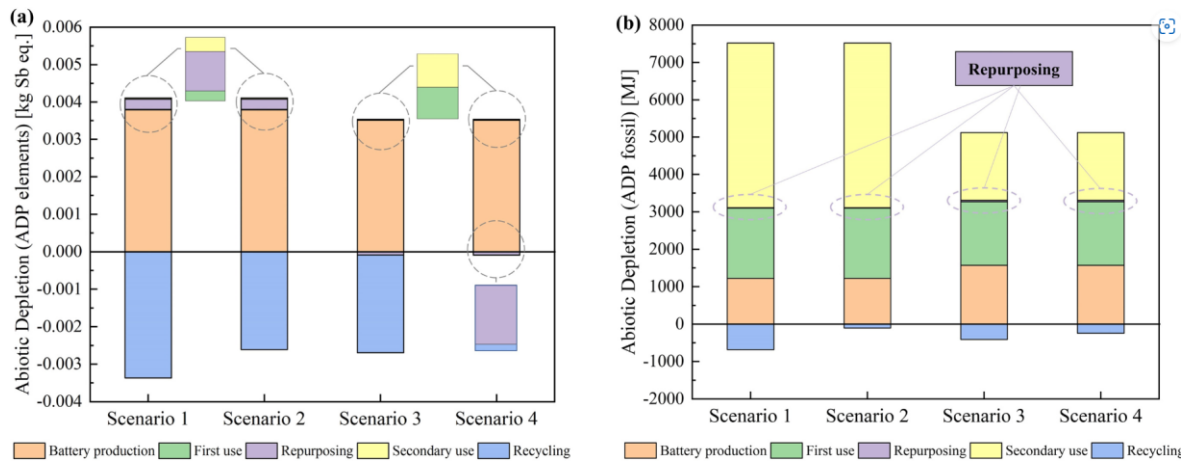 (a)
Abiotic Depletion (ADP elements) [kg Sb eq.]
0.006
0.005
0.004
0.003
0.002
0.001
0.000
-0.001
-0.002
-0.003
-0.004
Scenario 1 Scenario 2 Scenario 3 Scenario 4
Battery production First use Repurposing Secondary use Recycling
(b)
Abiotic Depletion (ADP fossil) [MJ]
8000
7000
6000
5000
4000
3000
2000
1000
0
-1000
-2000
Repurposing
Scenario 1 Scenario 2 Scenario 3 Scenario 4
Battery production First use Repurposing Secondary use Recycling